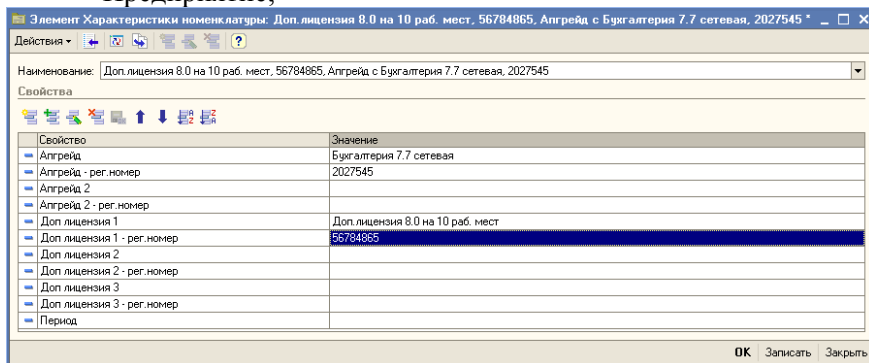 Предприятие,
Элемент Характеристики номенклатуры: Доп.лицензия 8.0 на 10 раб. мест, 56784865, Апгрейд с Бухгалтерия 7.7 сетевая, 2027545 *
Действия
Наименование: Доп.лицензия 8.0 на 10 раб. мест, 56784865, Апгрейд с Бухгалтерия 7.7 сетевая, 2027545
Свойства
Свойство Значение
Апгрейд Бухгалтерия 7.7 сетевая
Апгрейд - рег.номер 2027545
Апгрейд 2
Апгрейд 2 - рег.номер
Доп лицензия 1 Доп.лицензия 8.0 на 10 раб. мест
Доп лицензия 1 - рег.номер 56784865
Доп лицензия 2
Доп лицензия 2 - рег.номер
Доп лицензия 3
Доп лицензия 3 - рег.номер
Период
OK Записать Закрыть